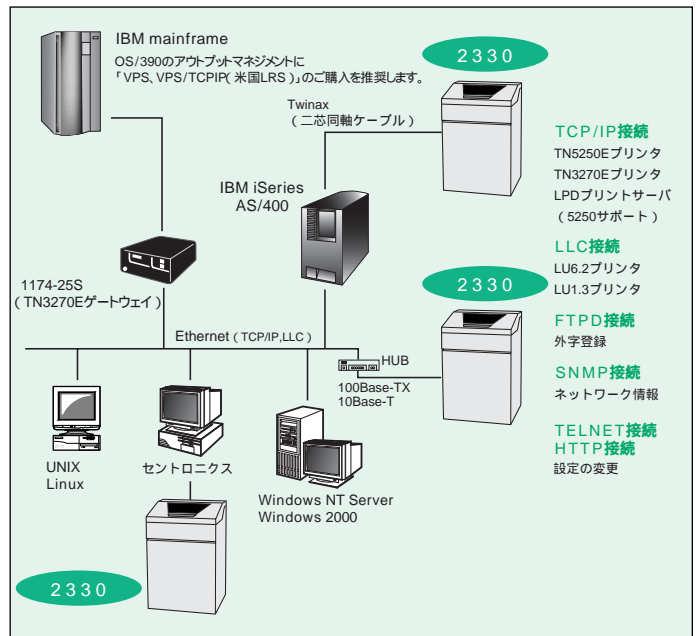 IBM mainframe
OS/390のアウトプットマネジメントに
「VPS、VPS/TCPIP(米国LRS)」のご購入を推奨します。
2330
Twinax
(二芯同軸ケーブル)
IBM iSeries
AS/400
1174-25S
(TN3270Eゲートウェイ)
Ethernet(TCP/IP,LLC)
HUB
100Base-TX
10Base-T
2330
UNIX
Linux
セントロニクス
Windows NT Server
Windows 2000
2330
TCP/IP接続
TN5250Eプリンタ
TN3270Eプリンタ
LPDプリントサーバ
(5250サポート)
LLC接続
LU6.2プリンタ
LU1.3プリンタ
FTPD接続
外字登録
SNMP接続
ネットワーク情報
TELNET接続
HTTP接続
設定の変更